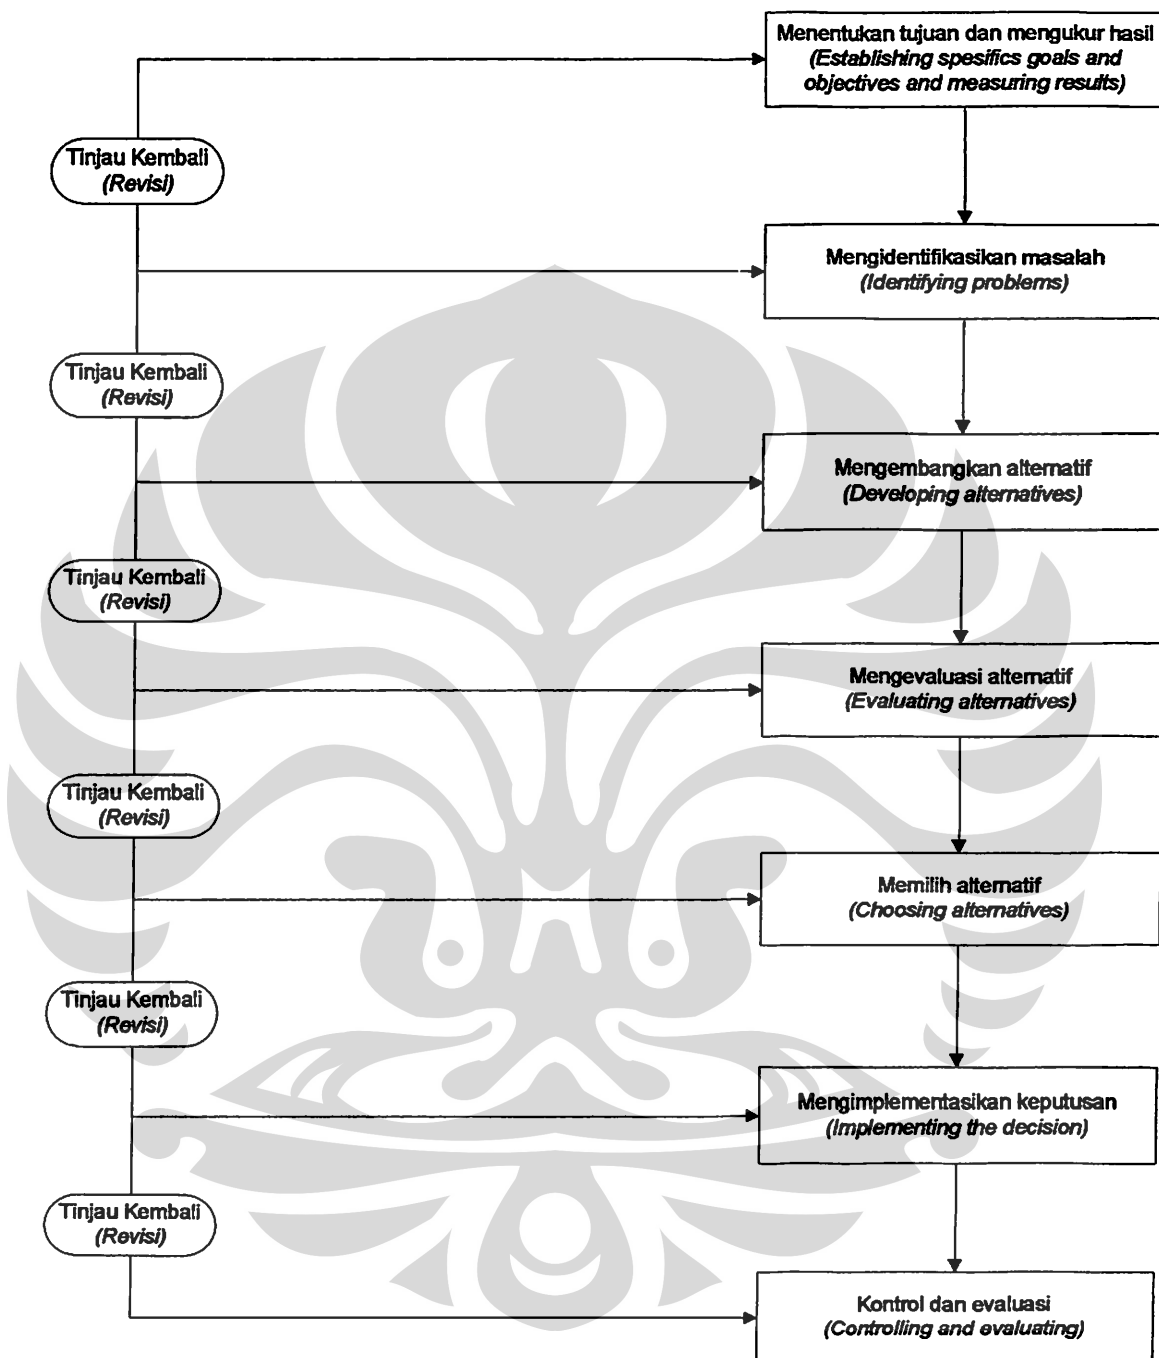 Menentukan tujuan dan mengukur hasil
(Establishing spesifics goals and
objectives and measuring results)
Tinjau Kembali
(Revisi)
Mengidentifikasikan masalah
(Identifying problems)
Tinjau Kembali
(Revisi)
Mengembangkan alternatif
(Developing alternatives)
Tinjau Kembali
(Revisi)
Mengevaluasi alternatif
(Evaluating alternatives)
Tinjau Kembali
(Revisi)
Memilih alternatif
(Choosing alternatives)
Tinjau Kembali
(Revisi)
Mengimplementasikan keputusan
(Implementing the decision)
Tinjau Kembali
(Revisi)
Kontrol dan evaluasi
(Controlling and evaluating)